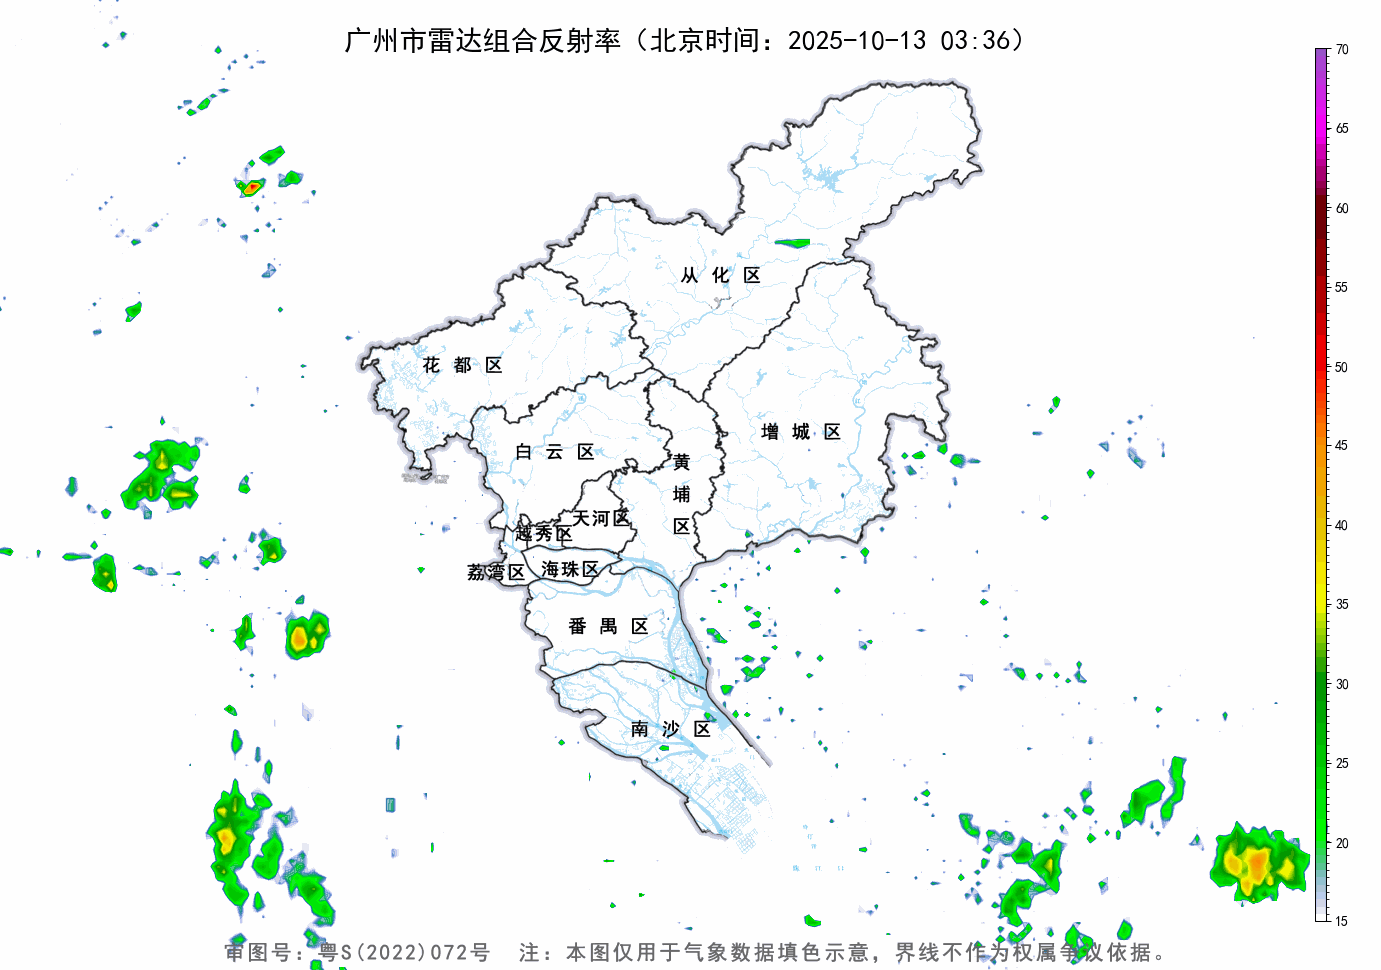 广州市雷达组合反射率（北京时间：2025-10-13 03:36）
70
65
60
55
50
45
40
35
30
25
20
15
从化区
花都区
增城区
白云区
黄埔区
天河区
越秀区
荔湾区
海珠区
番禺区
南沙区
审图号：粤S(2022)072号 注：本图仅用于气象数据填色示意，界线不作为权属争议依据。